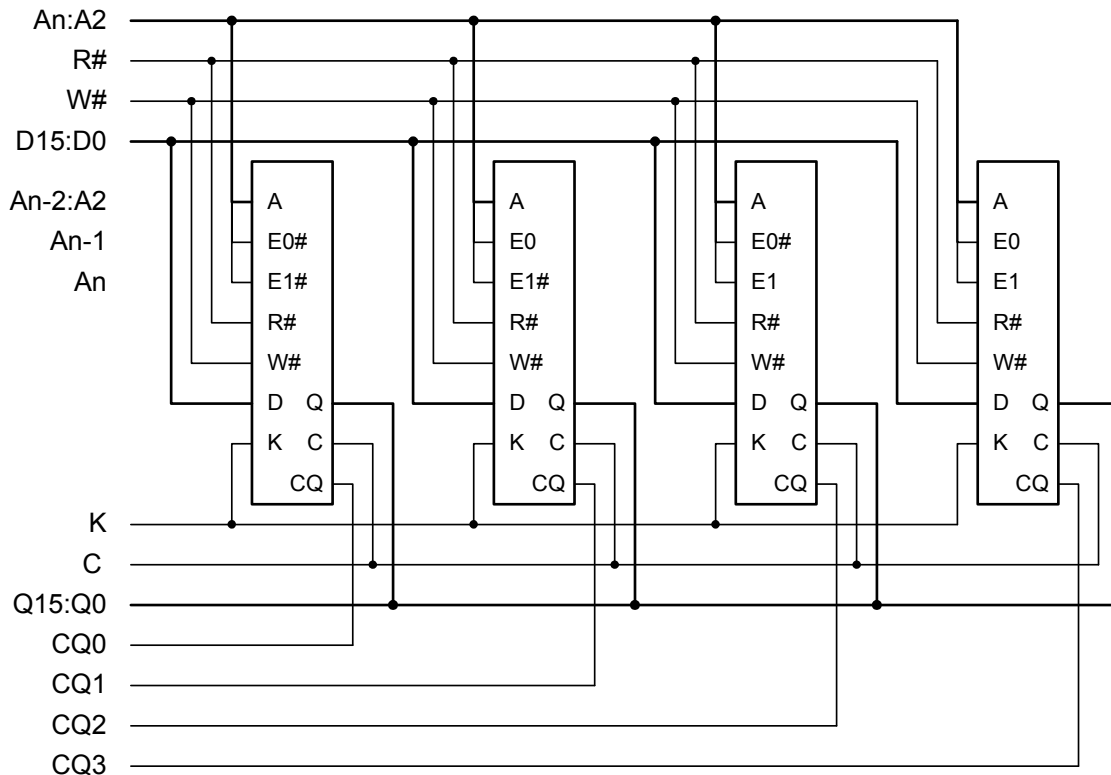 An:A2
R#
W#
D15:D0
An-2:A2
A A A A
An-1
E0# E0 E0# E0
An
E1# E1# E1 E1
R# R# R# R#
W# W# W# W#
D Q D Q D Q D Q
K C K C K C K C
CQ CQ CQ CQ
K
C
Q15:Q0
CQ0
CQ1
CQ2
CQ3